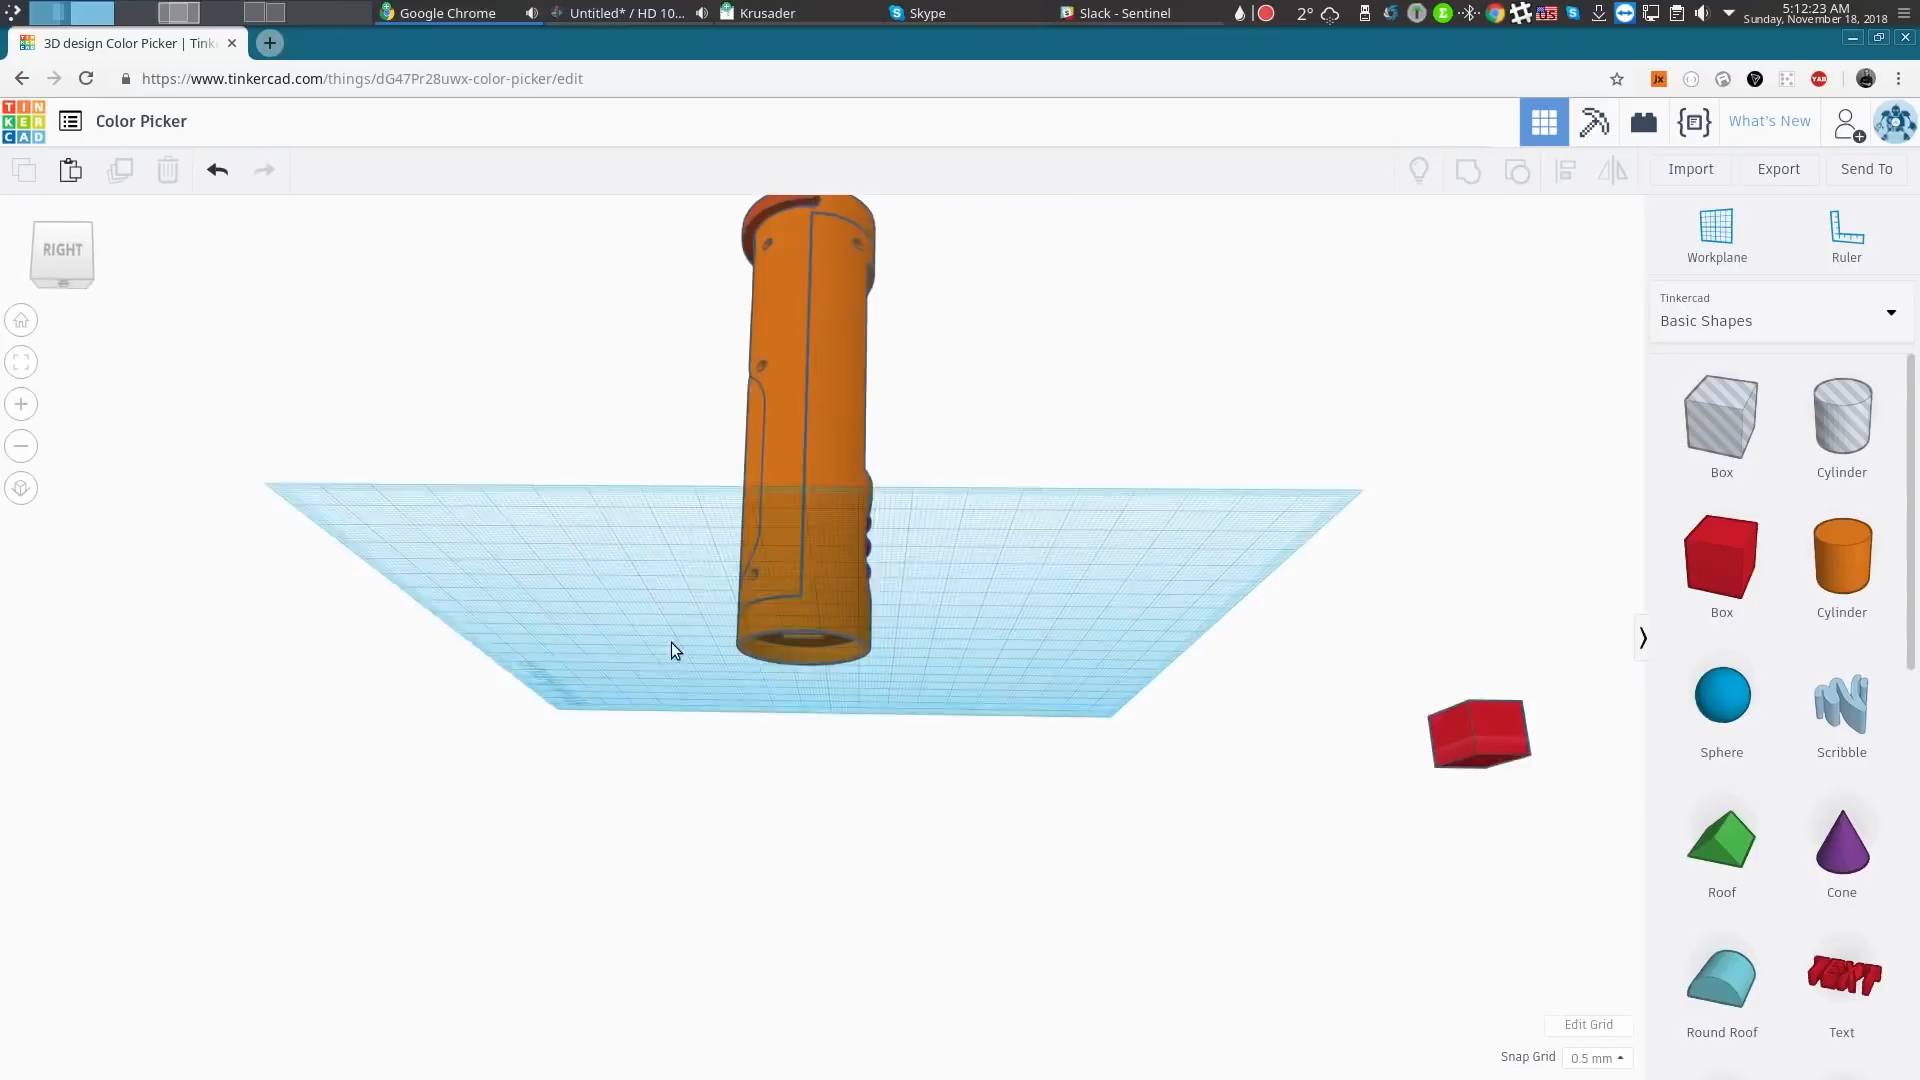 Google Chrome
Untitled* / HD 10...
Krusader
Skype
Slack - Sentinel
2°
5:12:23 AM
Sunday, November 18, 2018
3D design Color Picker | Tink
https://www.tinkercad.com/things/dG47Pr28uwx-color-picker/edit
Jx
YAB
TIN
KER
CAD
Color Picker
What's New
Import
Export
Send To
RIGHT
Workplane
Ruler
Tinkercad
Basic Shapes
Box
Cylinder
Box
Cylinder
Sphere
Scribble
Roof
Cone
TEXT
Round Roof
Text
Edit Grid
Snap Grid
0.5 mm